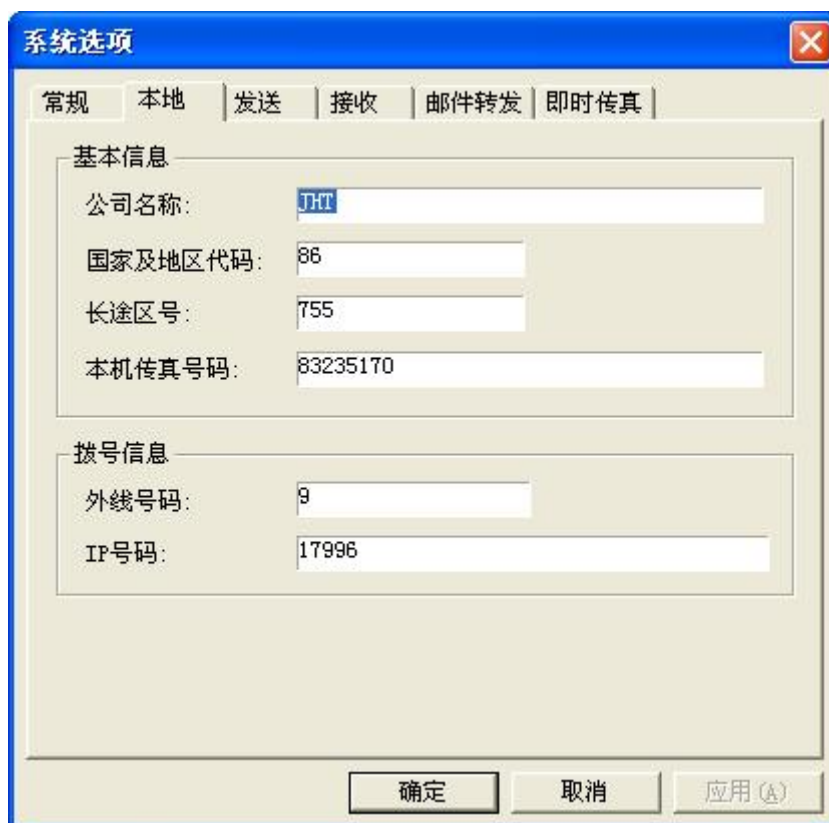 系统选项
常规 本地 发送 接收 邮件转发 即时传真
基本信息
公司名称: JHT
国家及地区代码: 86
长途区号: 755
本机传真号码: 83235170
拨号信息
外线号码: 9
IP号码: 17996
确定 取消 应用(A)